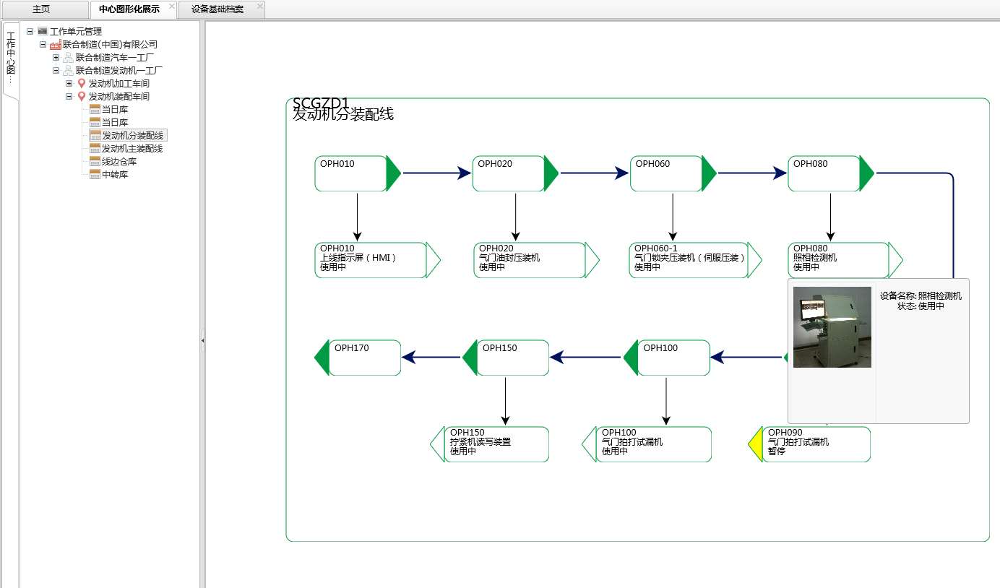 主页
中心图形化展示
设备基础档案
工作中心图...
工作单元管理
联合制造(中国)有限公司
联合制造汽车一工厂
联合制造发动机一工厂
发动机加工车间
发动机装配车间
当日库
当日库
发动机分装配线
发动机主装配线
线边仓库
中转库
SCGZD1
发动机分装配线
OPH010
OPH020
OPH060
OPH080
OPH010
上线指示屏（HMI）
使用中
OPH020
气门油封压装机
使用中
OPH060-1
气门锁夹压装机（伺服压装）
使用中
OPH080
照相检测机
使用中
设备名称: 照相检测机
状态: 使用中
OPH170
OPH150
OPH100
OPH150
拧紧机读写装置
使用中
OPH100
气门拍打试漏机
使用中
OPH090
气门拍打试漏机
暂停